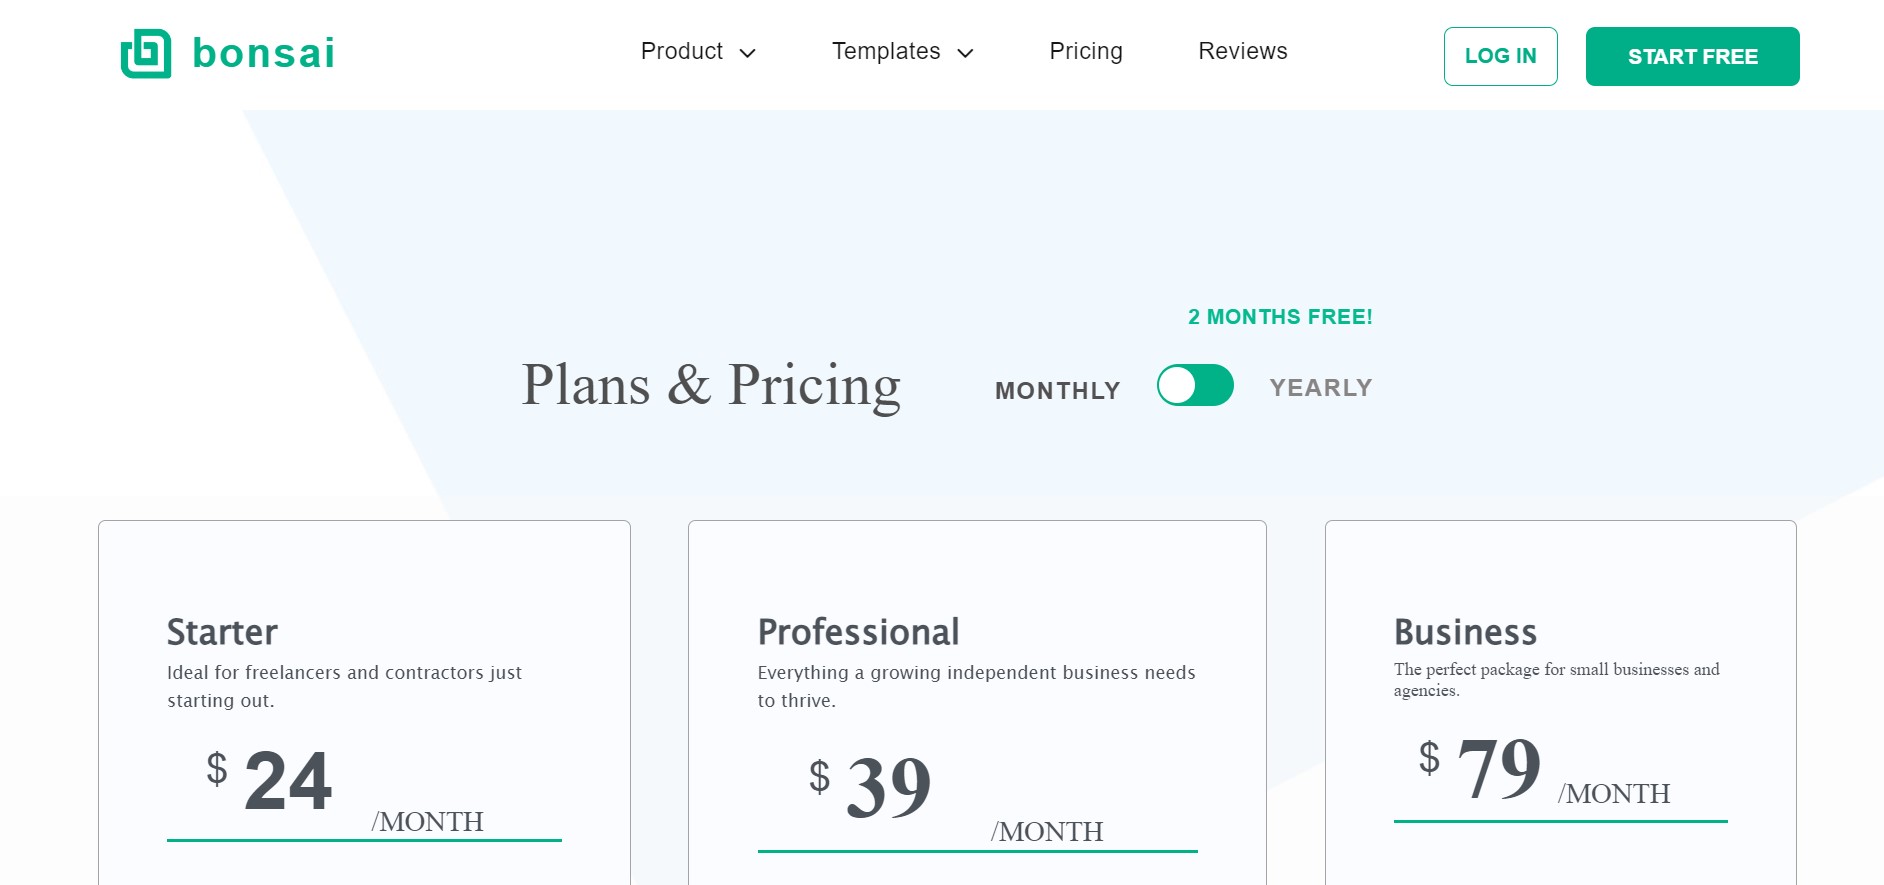 bonsai
Product
Templates
Pricing
Reviews
LOG IN
START FREE
2 MONTHS FREE!
Plans & Pricing
MONTHLY
YEARLY
Starter
Ideal for freelancers and contractors just
starting out.
$ 24 /MONTH
Professional
Everything a growing independent business needs
to thrive.
$ 39 /MONTH
Business
The perfect package for small businesses and
agencies.
$ 79 /MONTH